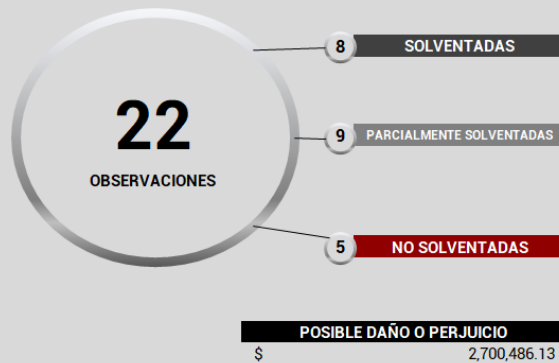 22
OBSERVACIONES
8 SOLVENTADAS
9 PARCIALMENTE SOLVENTADAS
5 NO SOLVENTADAS
POSIBLE DAÑO O PERJUICIO
$ 2,700,486.13